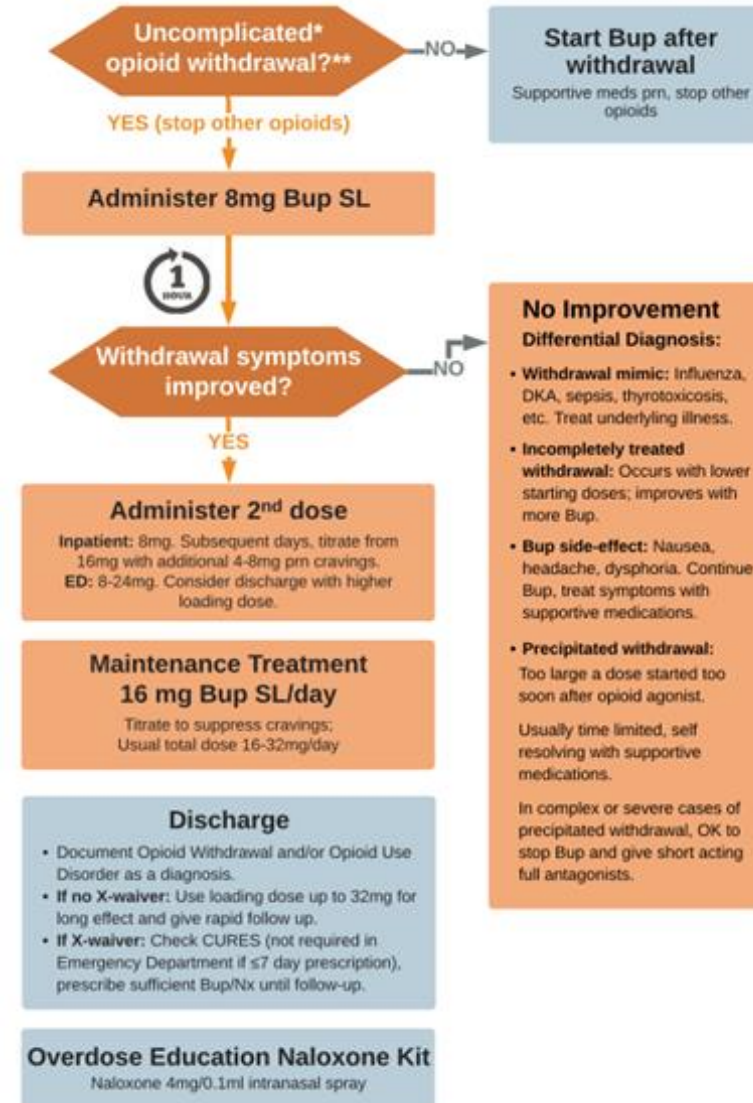 Uncomplicated*
opioid withdrawal?**
NO
Start Bup after
withdrawal
Supportive meds prn, stop other
opioids
YES (stop other opioids)
Administer 8mg Bup SL
1
HOUR
Withdrawal symptoms
improved?
NO
YES
Administer 2nd dose
Inpatient: 8mg. Subsequent days, titrate from
16mg with additional 4-8mg prn cravings.
ED: 8-24mg. Consider discharge with higher
loading dose.
Maintenance Treatment
16 mg Bup SL/day
Titrate to suppress cravings;
Usual total dose 16-32mg/day
Discharge
• Document Opioid Withdrawal and/or Opioid Use
Disorder as a diagnosis.
• If no X-waiver: Use loading dose up to 32mg for
long effect and give rapid follow up.
• If X-waiver: Check CURES (not required in
Emergency Department if ≤7 day prescription),
prescribe sufficient Bup/Nx until follow-up.
Overdose Education Naloxone Kit
Naloxone 4mg/0.1ml intranasal spray
No Improvement
Differential Diagnosis:
• Withdrawal mimic: Influenza,
DKA, sepsis, thyrotoxicosis,
etc. Treat underlyling illness.
• Incompletely treated
withdrawal: Occurs with lower
starting doses; improves with
more Bup.
• Bup side-effect: Nausea,
headache, dysphoria. Continue
Bup, treat symptoms with
supportive medications.
• Precipitated withdrawal:
Too large a dose started too
soon after opioid agonist.
Usually time limited, self
resolving with supportive
medications.
In complex or severe cases of
precipitated withdrawal, OK to
stop Bup and give short acting
full antagonists.